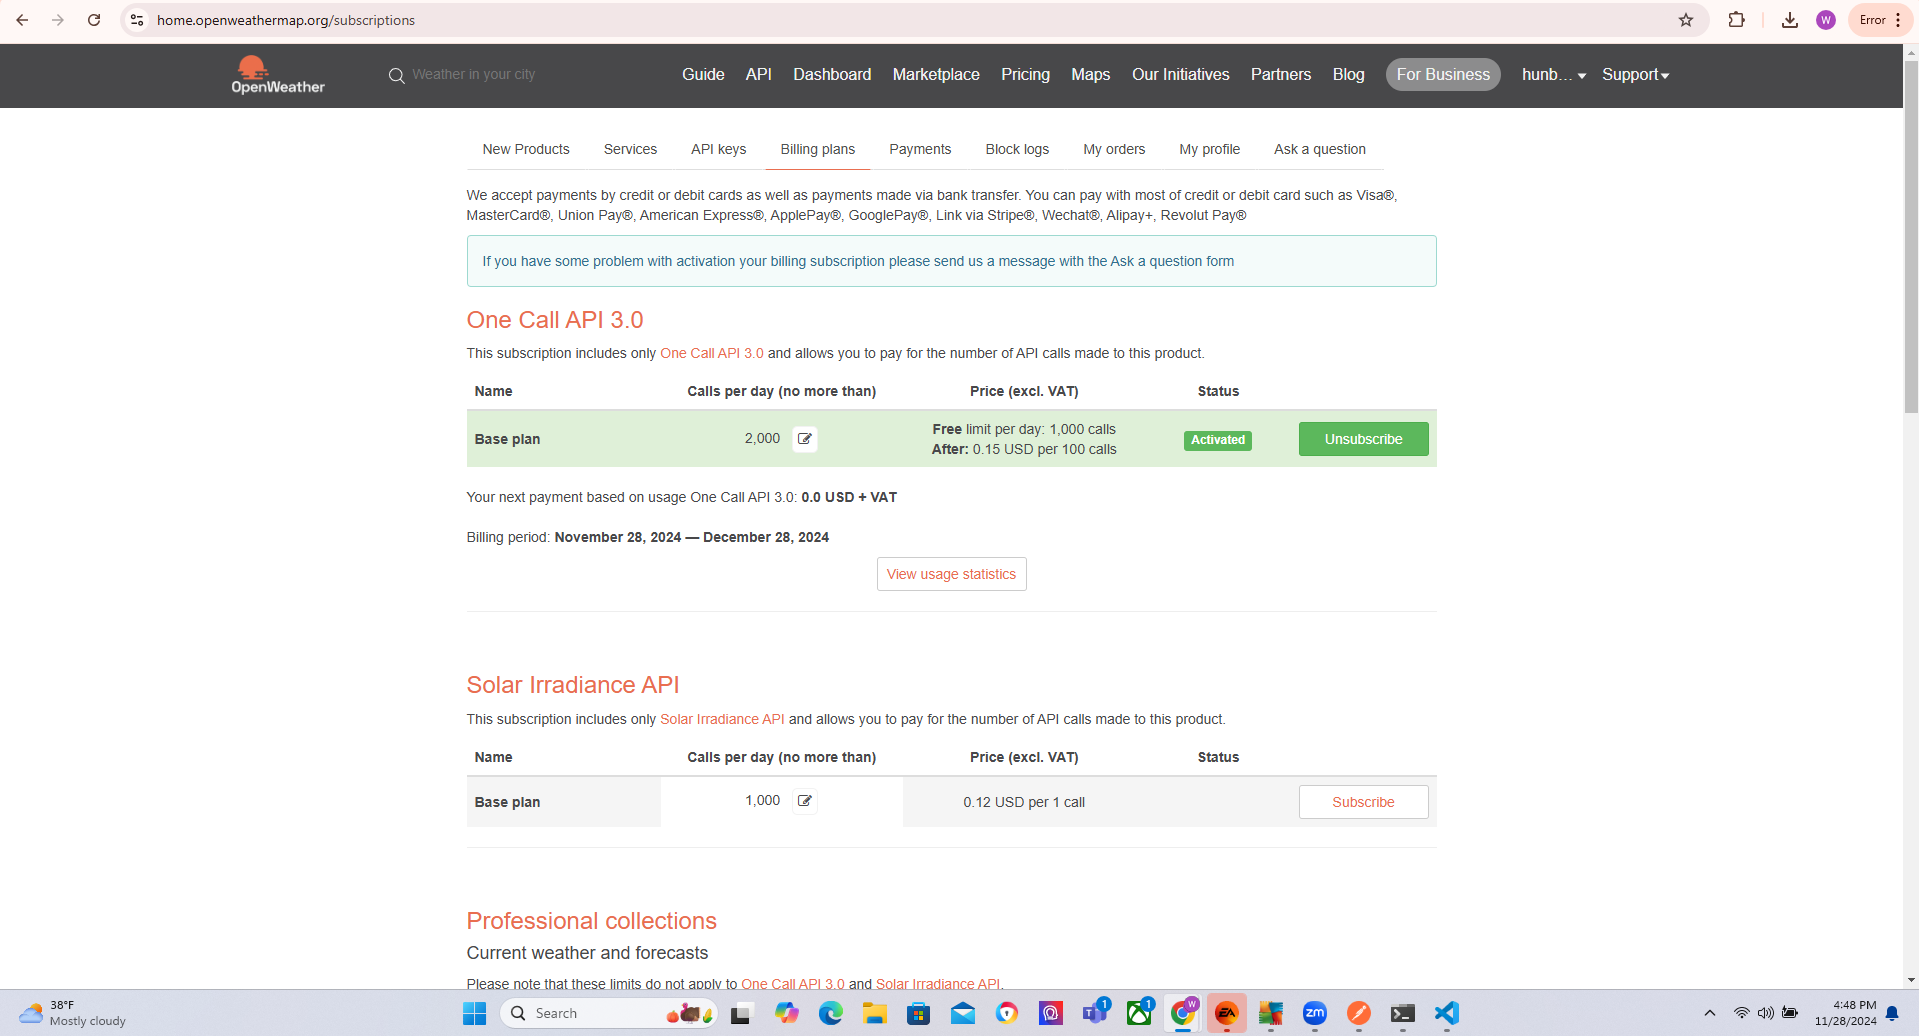 home.openweathermap.org/subscriptions
W
Error
OpenWeather
Weather in your city
Guide
API
Dashboard
Marketplace
Pricing
Maps
Our Initiatives
Partners
Blog
For Business
hunb...
Support
New Products
Services
API keys
Billing plans
Payments
Block logs
My orders
My profile
Ask a question
We accept payments by credit or debit cards as well as payments made via bank transfer. You can pay with most of credit or debit card such as Visa®,
MasterCard®, Union Pay®, American Express®, ApplePay®, GooglePay®, Link via Stripe®, Wechat®, Alipay+, Revolut Pay®
If you have some problem with activation your billing subscription please send us a message with the Ask a question form
One Call API 3.0
This subscription includes only One Call API 3.0 and allows you to pay for the number of API calls made to this product.
Name Calls per day (no more than) Price (excl. VAT) Status
Base plan 2,000
Free limit per day: 1,000 calls
After: 0.15 USD per 100 calls
Activated
Unsubscribe
Your next payment based on usage One Call API 3.0: 0.0 USD + VAT
Billing period: November 28, 2024 — December 28, 2024
View usage statistics
Solar Irradiance API
This subscription includes only Solar Irradiance API and allows you to pay for the number of API calls made to this product.
Name Calls per day (no more than) Price (excl. VAT) Status
Base plan 1,000 0.12 USD per 1 call Subscribe
Professional collections
Current weather and forecasts
Please note that these limits do not apply to One Call API 3.0 and Solar Irradiance API.
38°F
Mostly cloudy
Search
1
1
W
EA
zm
4:48 PM
11/28/2024